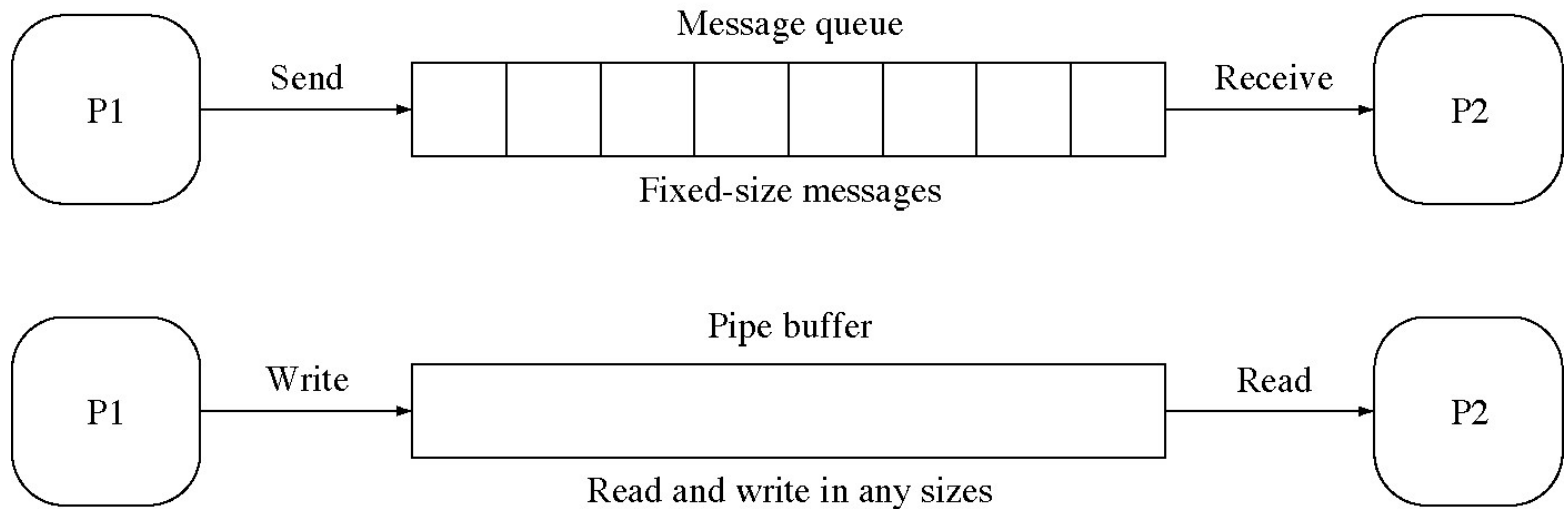 Message queue
P1
Send
Receive
P2
Fixed-size messages
Pipe buffer
P1
Write
Read
P2
Read and write in any sizes